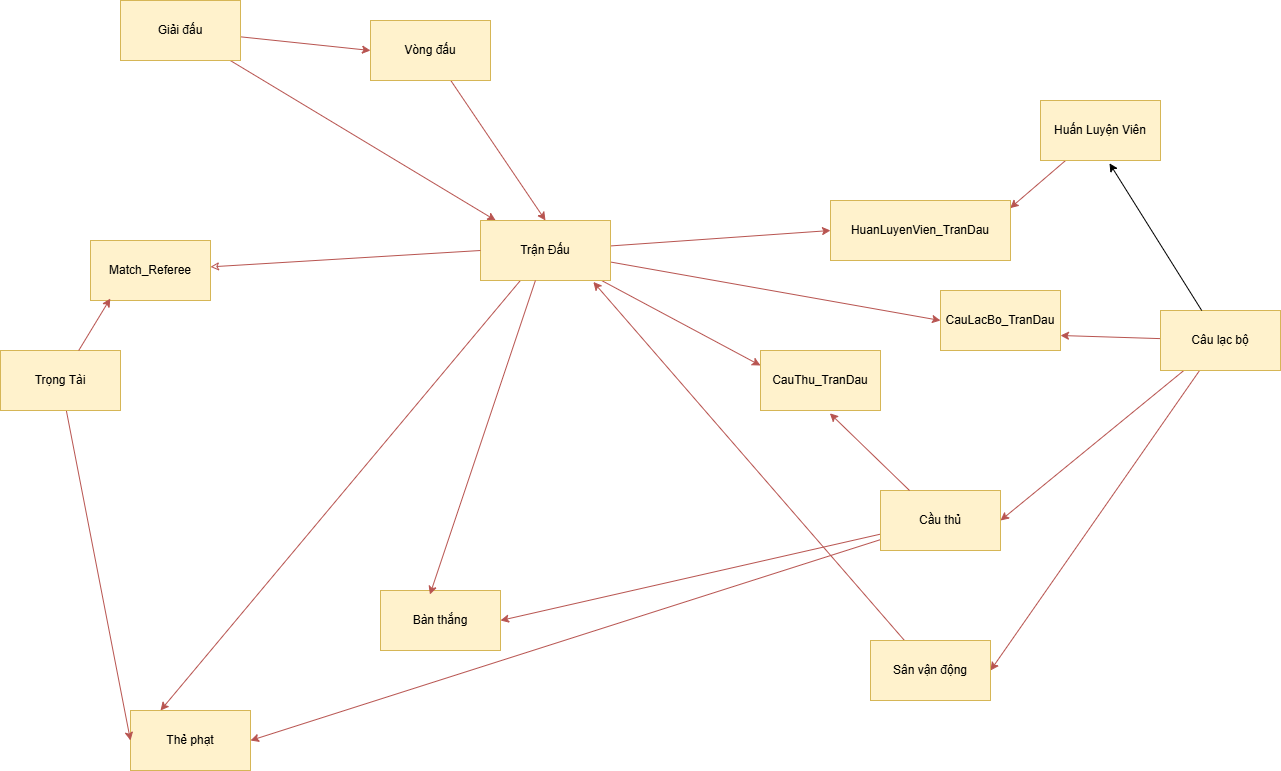 Giải đấu
Vòng đấu
Huấn Luyện Viên
HuanLuyenVien_TranDau
Trận Đấu
Match_Referee
CauLacBo_TranDau
Câu lạc bộ
CauThu_TranDau
Trọng Tài
Cầu thủ
Bàn thắng
Sân vận động
Thẻ phạt